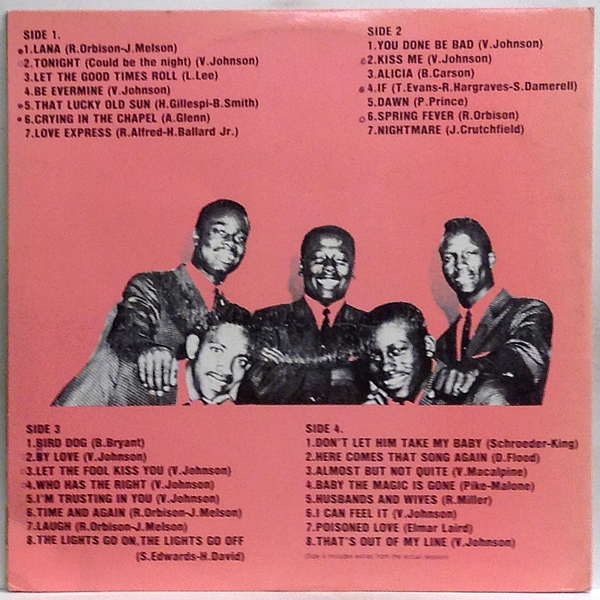 SIDE 1.
1.LANA (R.Orbison-J.Melson)
2.TONIGHT (Could be the night) (V.Johnson)
3.LET THE GOOD TIMES ROLL (L.Lee)
4.BE EVERMINE (V.Johnson)
5.THAT LUCKY OLD SUN (H.Gillespi-B.Smith)
6.CRYING IN THE CHAPEL (A.Glenn)
7.LOVE EXPRESS (R.Alfred-H.Ballard Jr.)
SIDE 2
1.YOU DONE BE BAD (V.Johnson)
2.KISS ME (V.Johnson)
3.ALICIA (B.Carson)
4.IF (T.Evans-R.Hargraves-S.Damerell)
5.DAWN (P.Prince)
6.SPRING FEVER (R.Orbison)
7.NIGHTMARE (J.Crutchfield)
SIDE 3
1.BIRD DOG (B.Bryant)
2.BY LOVE (V.Johnson)
3.LET THE FOOL KISS YOU (V.Johnson)
4.WHO HAS THE RIGHT (V.Johnson)
5.I'M TRUSTING IN YOU (V.Johnson)
6.TIME AND AGAIN (R.Orbison-J.Melson)
7.LAUGH (R.Orbison-J.Melson)
8.THE LIGHTS GO ON.THE LIGHTS GO OFF
(S.Edwards-H.David)
SIDE 4.
1.DON'T LET HIM TAKE MY BABY (Schroeder-King)
2.HERE COMES THAT SONG AGAIN (D.Flood)
3.ALMOST BUT NOT QUITE (V.Macalpine)
4.BABY THE MAGIC IS GONE (Pike-Malone)
5.HUSBANDS AND WIVES (R.Miller)
6.I CAN FEEL IT (V.Johnson)
7.POISONED LOVE (Elmar Laird)
8.THAT'S OUT OF MY LINE (V.Johnson)
(Side 4 includes extras from the actual session)